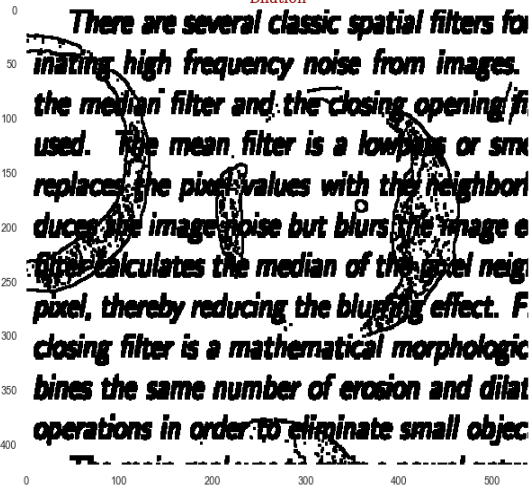 Dilation
There are several classic spatial filters for
inating high frequency noise from images.
the median filter and the closing opening fi
used. The mean filter is a lowpass or smo
replaces the pixel values with the neighbor
duces the image noise but blurs the image e
filter calculates the median of the pixel neig
pixel, thereby reducing the blurring effect. F
closing filter is a mathematical morphologic
bines the same number of erosion and dilat
operations in order to eliminate small objec
0
50
100
150
200
250
300
350
400
0 100 200 300 400 500